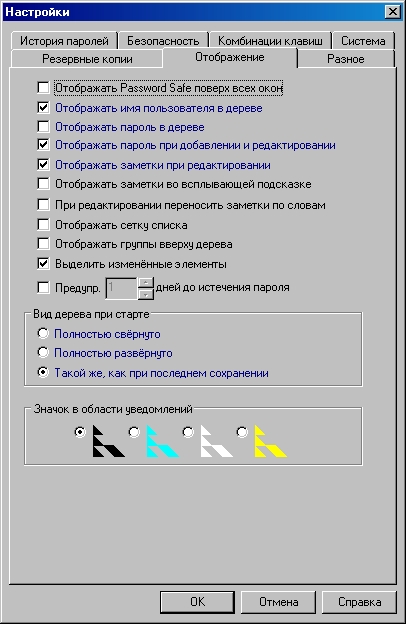 Настройки
История паролей Безопасность Комбинации клавиш Система
Резервные копии Отображение Разное
Отображать Password Safe поверх всех окон
Отображать имя пользователя в дереве
Отображать пароль в дереве
Отображать пароль при добавлении и редактировании
Отображать заметки при редактировании
Отображать заметки во всплывающей подсказке
При редактировании переносить заметки по словам
Отображать сетку списка
Отображать группы вверху дерева
Выделить изменённые элементы
Предупр. 1 дней до истечения пароля
Вид дерева при старте
Полностью свёрнуто
Полностью развёрнуто
Такой же, как при последнем сохранении
Значок в области уведомлений
OK Отмена Справка